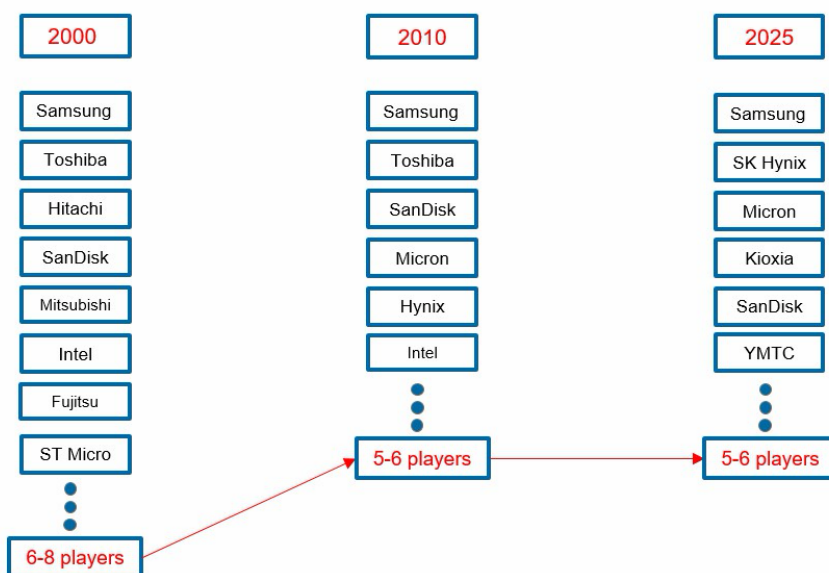 2000
Samsung
Toshiba
Hitachi
SanDisk
Mitsubishi
Intel
Fujitsu
ST Micro
6-8 players
2010
Samsung
Toshiba
SanDisk
Micron
Hynix
Intel
5-6 players
2025
Samsung
SK Hynix
Micron
Kioxia
SanDisk
YMTC
5-6 players